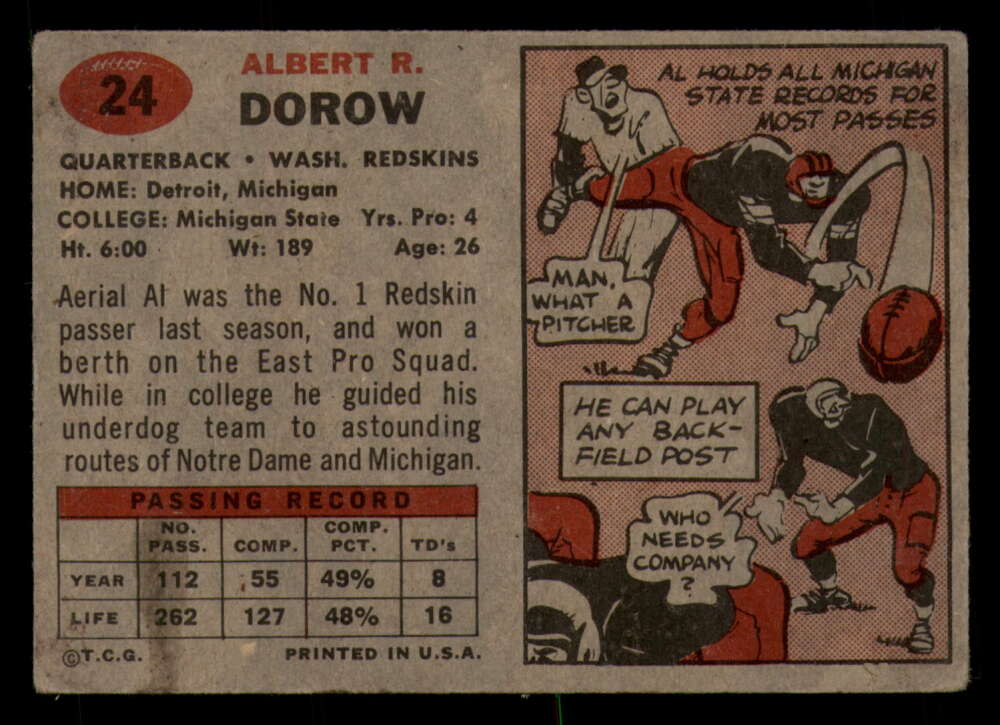 24
ALBERT R.
DOROW
QUARTERBACK • WASH. REDSKINS
HOME: Detroit, Michigan
COLLEGE: Michigan State Yrs. Pro: 4
Ht. 6:00 Wt: 189 Age: 26
Aerial Al was the No. 1 Redskin
passer last season, and won a
berth on the East Pro Squad.
While in college he guided his
underdog team to astounding
routes of Notre Dame and Michigan.
PASSING RECORD
NO. PASS. COMP. COMP. PCT. TD's
YEAR 112 55 49% 8
LIFE 262 127 48% 16
© T.C.G. PRINTED IN U.S.A.
AL HOLDS ALL MICHIGAN
STATE RECORDS FOR
MOST PASSES
MAN,
WHAT A
PITCHER
HE CAN PLAY
ANY BACK-
FIELD POST
WHO
NEEDS
COMPANY
?